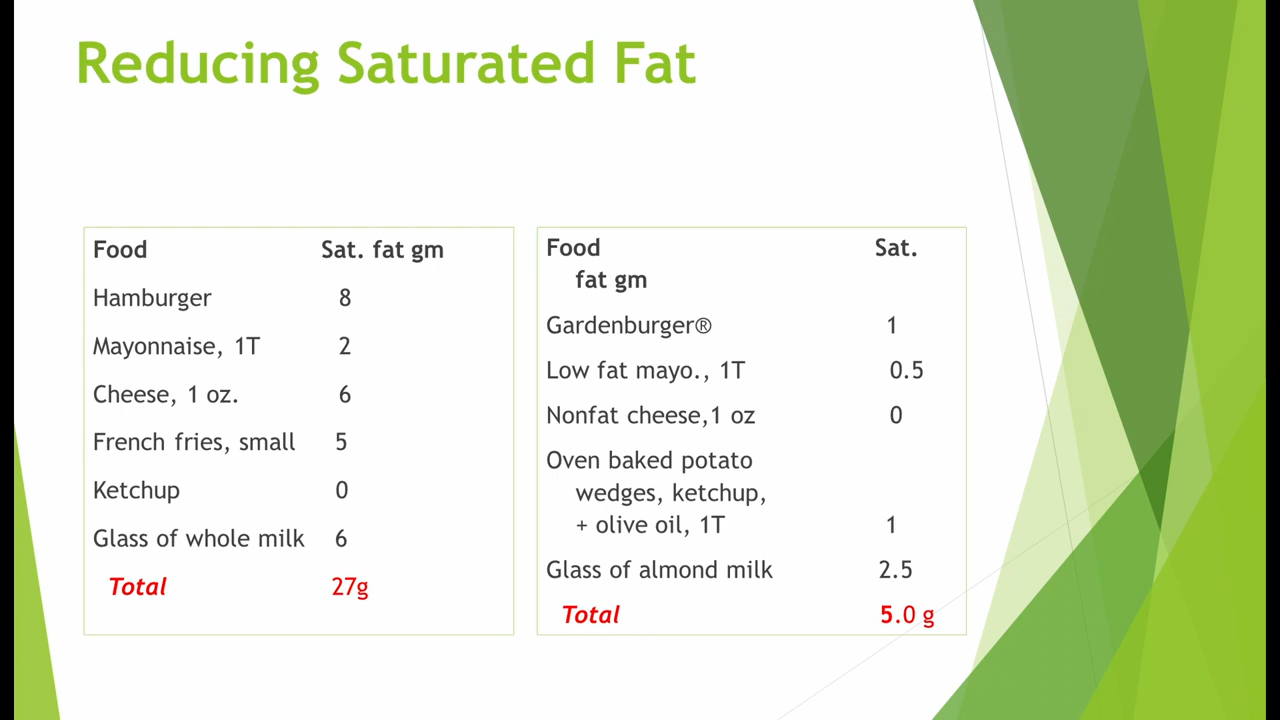 Reducing Saturated Fat
Food Sat. fat gm
Hamburger 8
Mayonnaise, 1T 2
Cheese, 1 oz. 6
French fries, small 5
Ketchup 0
Glass of whole milk 6
Total 27g
Food Sat.
fat gm
Gardenburger® 1
Low fat mayo., 1T 0.5
Nonfat cheese,1 oz 0
Oven baked potato
wedges, ketchup,
+ olive oil, 1T 1
Glass of almond milk 2.5
Total 5.0 g